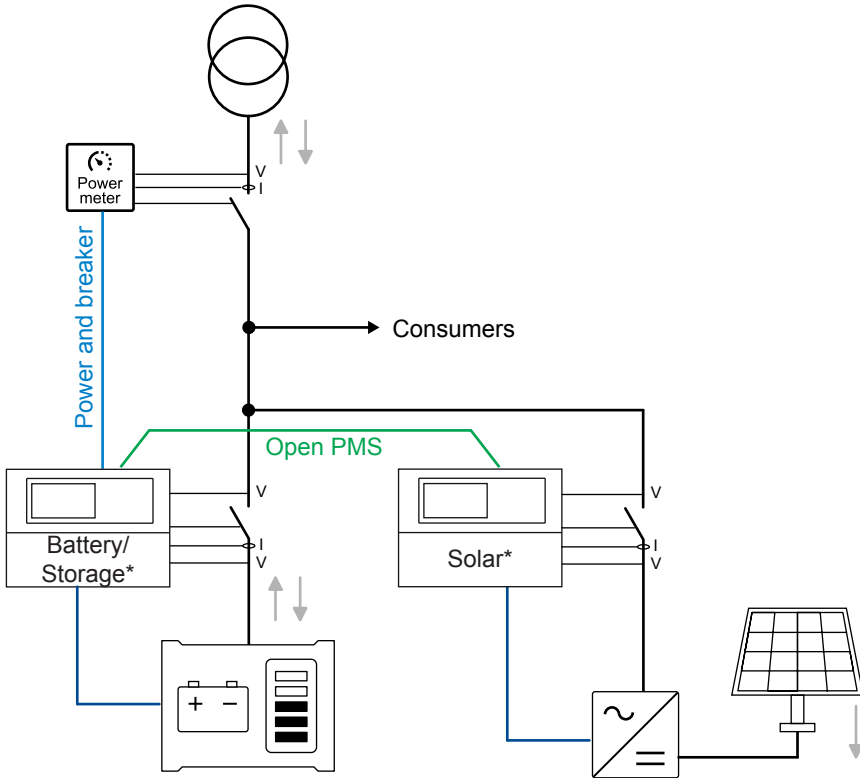 V
I
Power
meter
Power and breaker
Consumers
Open PMS
V
V
Battery/
Storage*
I
V
Solar*
I
V
+ −